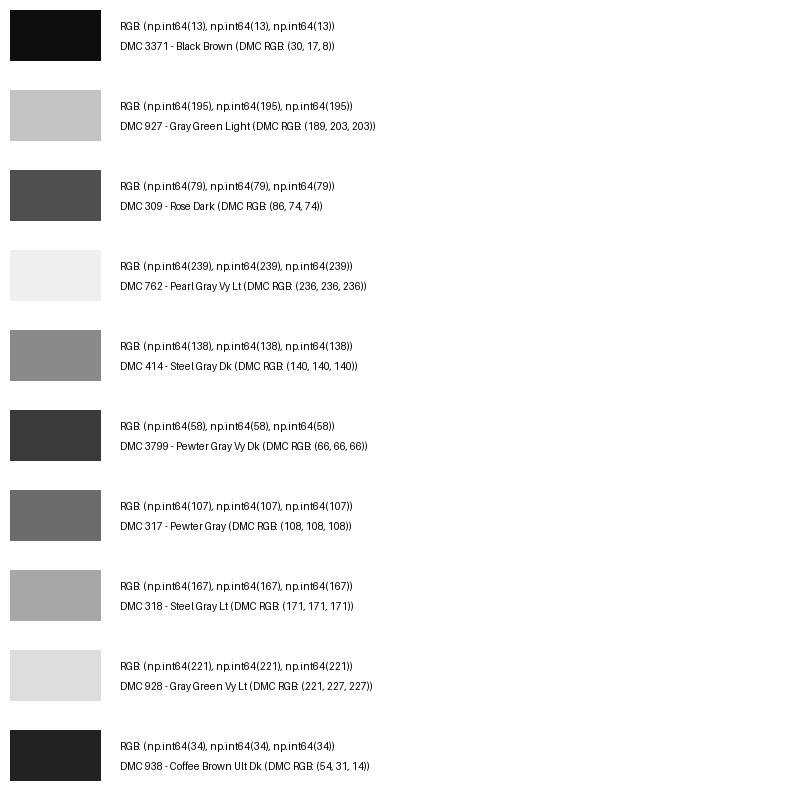 RGB: (np.int64(13), np.int64(13), np.int64(13))
DMC 3371 - Black Brown (DMC RGB: (30, 17, 8))
RGB: (np.int64(195), np.int64(195), np.int64(195))
DMC 927 - Gray Green Light (DMC RGB: (189, 203, 203))
RGB: (np.int64(79), np.int64(79), np.int64(79))
DMC 309 - Rose Dark (DMC RGB: (86, 74, 74))
RGB: (np.int64(239), np.int64(239), np.int64(239))
DMC 762 - Pearl Gray Vy Lt (DMC RGB: (236, 236, 236))
RGB: (np.int64(138), np.int64(138), np.int64(138))
DMC 414 - Steel Gray Dk (DMC RGB: (140, 140, 140))
RGB: (np.int64(58), np.int64(58), np.int64(58))
DMC 3799 - Pewter Gray Vy Dk (DMC RGB: (66, 66, 66))
RGB: (np.int64(107), np.int64(107), np.int64(107))
DMC 317 - Pewter Gray (DMC RGB: (108, 108, 108))
RGB: (np.int64(167), np.int64(167), np.int64(167))
DMC 318 - Steel Gray Lt (DMC RGB: (171, 171, 171))
RGB: (np.int64(221), np.int64(221), np.int64(221))
DMC 928 - Gray Green Vy Lt (DMC RGB: (221, 227, 227))
RGB: (np.int64(34), np.int64(34), np.int64(34))
DMC 938 - Coffee Brown Ult Dk (DMC RGB: (54, 31, 14))